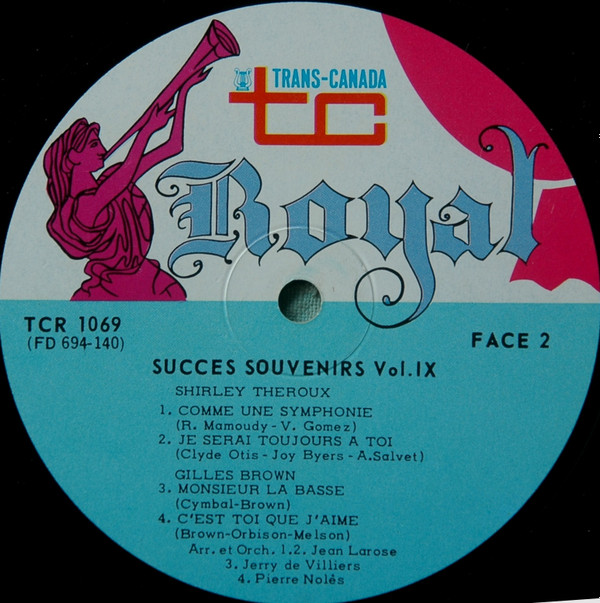 TRANS-CANADA
tc
Royal
TCR 1069
(FD 694-140)
FACE 2
SUCCES SOUVENIRS Vol.IX
SHIRLEY THEROUX
1. COMME UNE SYMPHONIE
(R. Mamoudy - V. Gomez)
2. JE SERAI TOUJOURS A TOI
(Clyde Otis - Joy Byers - A.Salvet)
GILLES BROWN
3. MONSIEUR LA BASSE
(Cymbal-Brown)
4. C'EST TOI QUE J'AIME
(Brown-Orbison-Melson)
Arr. et Orch. 1.2. Jean Larose
3. Jerry de Villiers
4. Pierre Nolês